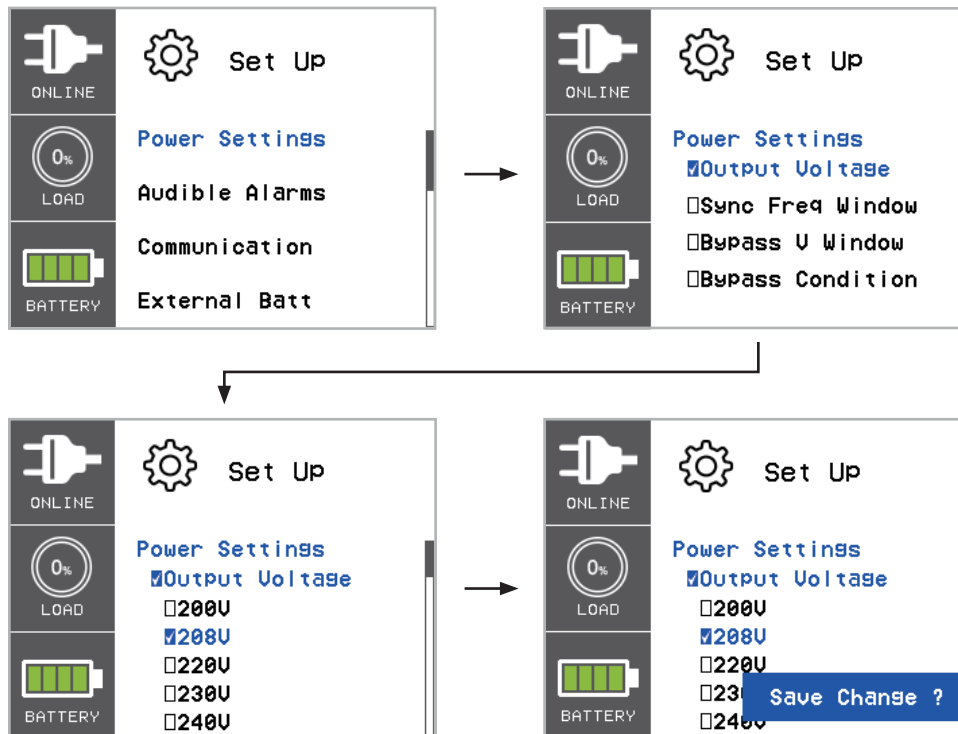 Set Up
ONLINE
0%
LOAD
BATTERY
Power Settings
Audible Alarms
Communication
External Batt
Set Up
ONLINE
0%
LOAD
BATTERY
Power Settings
Output Voltage
Sync Freq Window
Bypass V Window
Bypass Condition
Set Up
ONLINE
0%
LOAD
BATTERY
Power Settings
Output Voltage
200V
208V
220V
230V
240V
Set Up
ONLINE
0%
LOAD
BATTERY
Power Settings
Output Voltage
200V
208V
220V
23
240V
Save Change ?